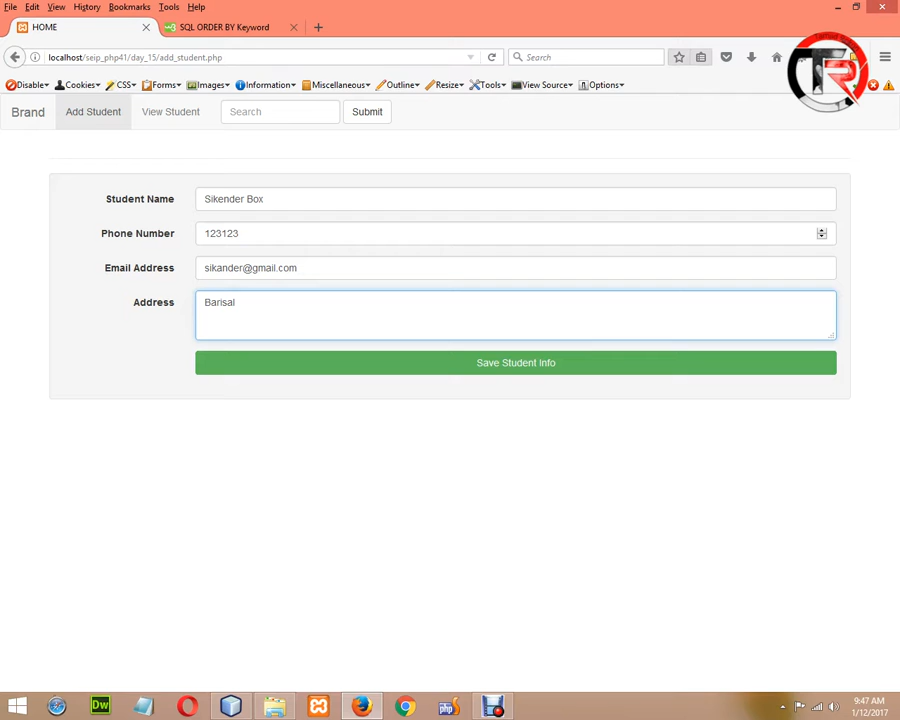 File Edit View History Bookmarks Tools Help
HOME
SQL ORDER BY Keyword
localhost/seip_php41/day_15/add_student.php
Search
Disable Cookies CSS Forms Images Information Miscellaneous Outline Resize Tools View Source Options
Brand Add Student View Student Search Submit
Student Name Sikender Box
Phone Number 123123
Email Address sikander@gmail.com
Address Barisal
Save Student Info
9:47 AM
1/12/2017